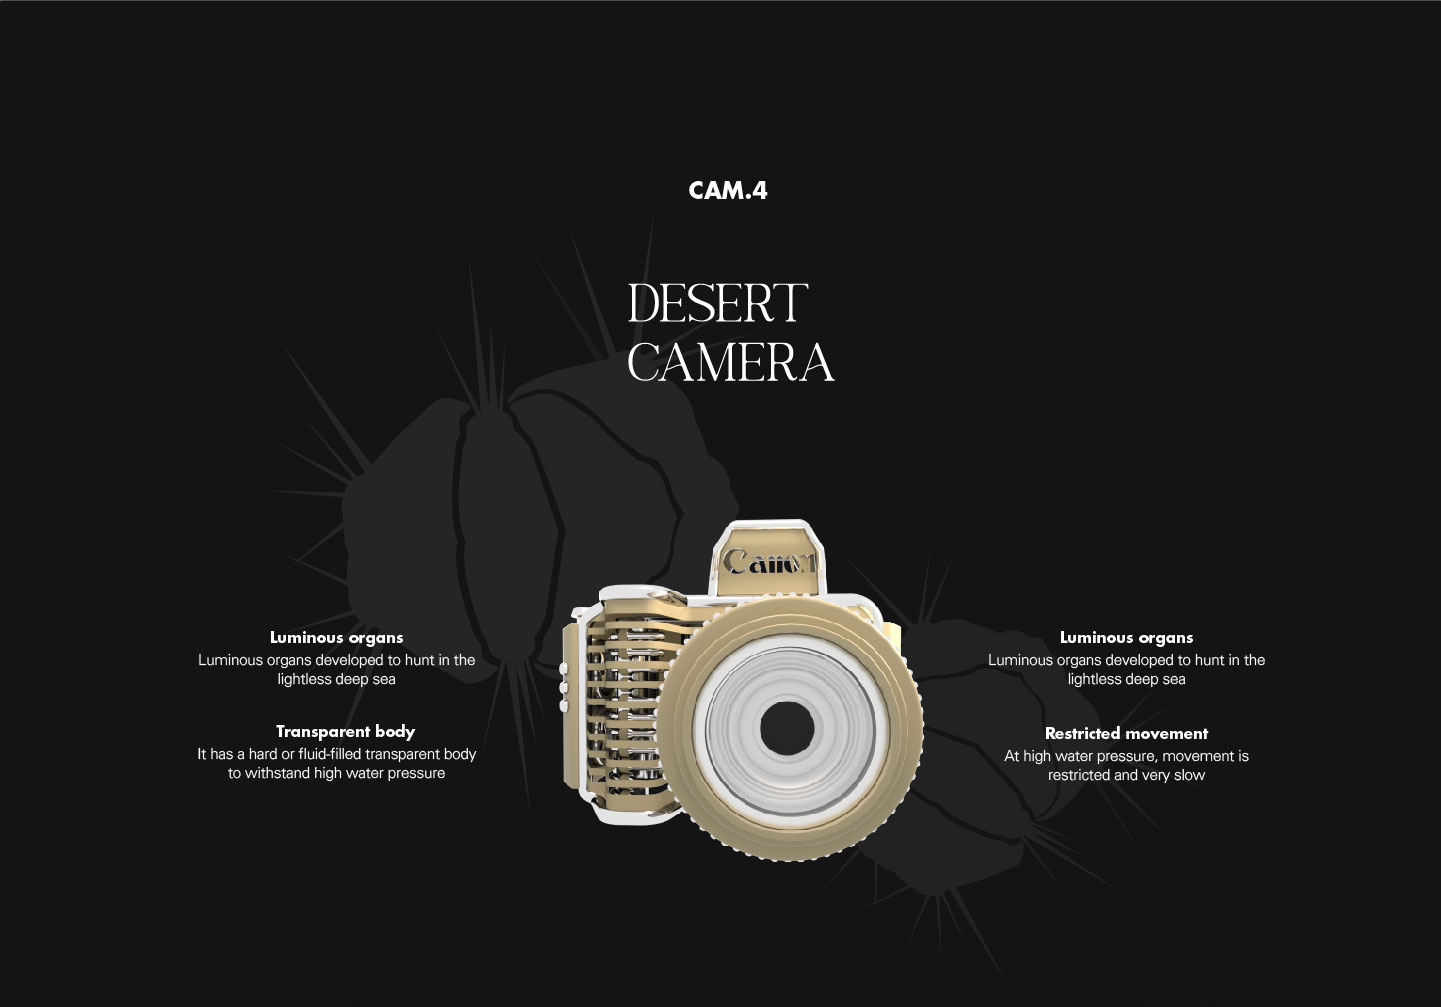 CAM.4
DESERT
CAMERA
Canon
Luminous organs
Luminous organs developed to hunt in the
lightless deep sea
Transparent body
It has a hard or fluid-filled transparent body
to withstand high water pressure
Luminous organs
Luminous organs developed to hunt in the
lightless deep sea
Restricted movement
At high water pressure, movement is
restricted and very slow